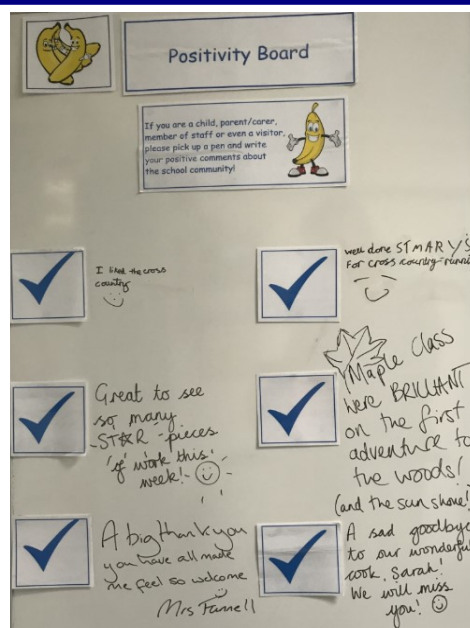 Positivity Board
If you are a child, parent/carer,
member of staff or even a visitor,
please pick up a pen and write
your positive comments about
the school community!
I liked the cross
country
well done ST MARY'S
For cross country-runni
Great to see
so many
-STAR-pieces
of work this
week!
Maple Class
were BRILLIANT
on the first
adventure to
the woods!
(and the sun shone!)
A big thank you
you have all made
me feel so welcome
Mrs Farnell
A sad goodbye
to our wonderful
cook, Sarah!
We will miss
you!